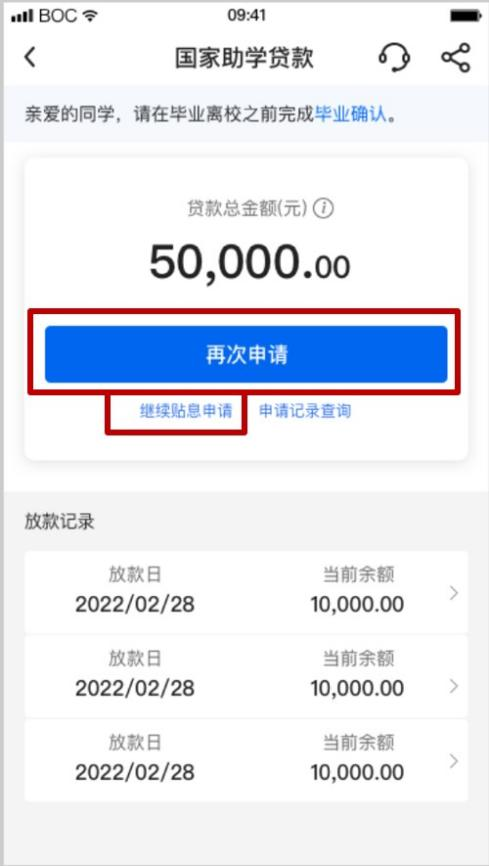 BOC 09:41
国家助学贷款
亲爱的同学，请在毕业离校之前完成毕业确认。
贷款总金额(元) i
50,000.00
再次申请
继续贴息申请 申请记录查询
放款记录
放款日 当前余额
2022/02/28 10,000.00
放款日 当前余额
2022/02/28 10,000.00
放款日 当前余额
2022/02/28 10,000.00